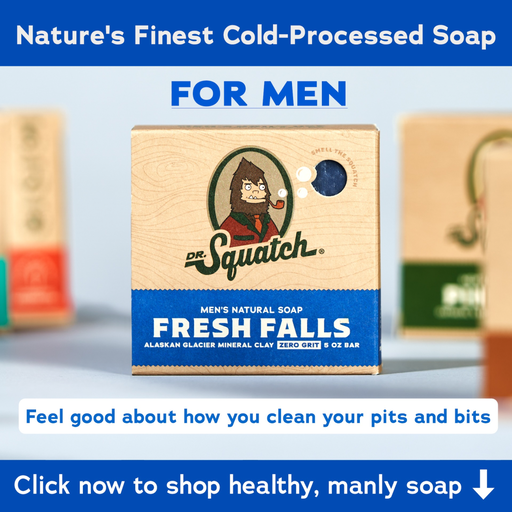 Nature's Finest Cold-Processed Soap
FOR MEN
SMELL THE SQUATCH
DR. Squatch®
MEN'S NATURAL SOAP
FRESH FALLS
ALASKAN GLACIER MINERAL CLAY ZERO GRIT 5 OZ BAR
Feel good about how you clean your pits and bits
Click now to shop healthy, manly soap